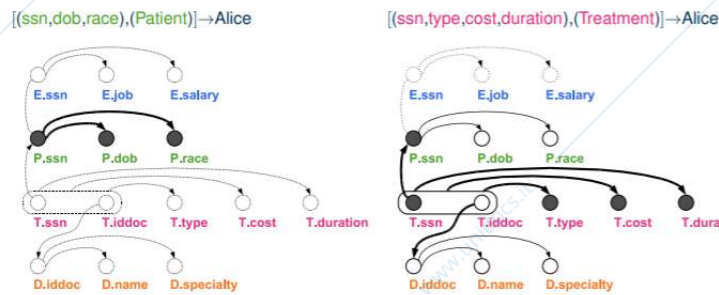 [(ssn,dob,race),(Patient)]→Alice
[(ssn,type,cost,duration),(Treatment)]→Alice
E.ssn E.job E.salary
P.ssn P.dob P.race
T.ssn T.iddoc T.type T.cost T.duration
D.iddoc D.name D.specialty
E.ssn E.job E.salary
P.ssn P.dob P.race
T.ssn T.iddoc T.type T.cost T.dura
D.iddoc D.name D.specialty